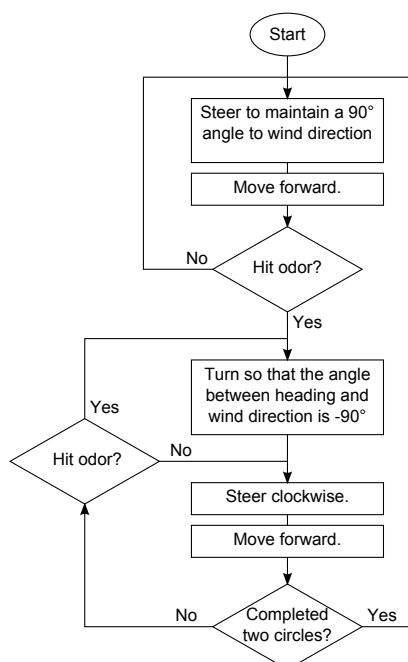 Start
Steer to maintain a 90°
angle to wind direction
Move forward.
No
Hit odor?
Yes
Turn so that the angle
between heading and
wind direction is -90°
Yes
Hit odor?
No
Steer clockwise.
Move forward.
No
Completed
two circles?
Yes